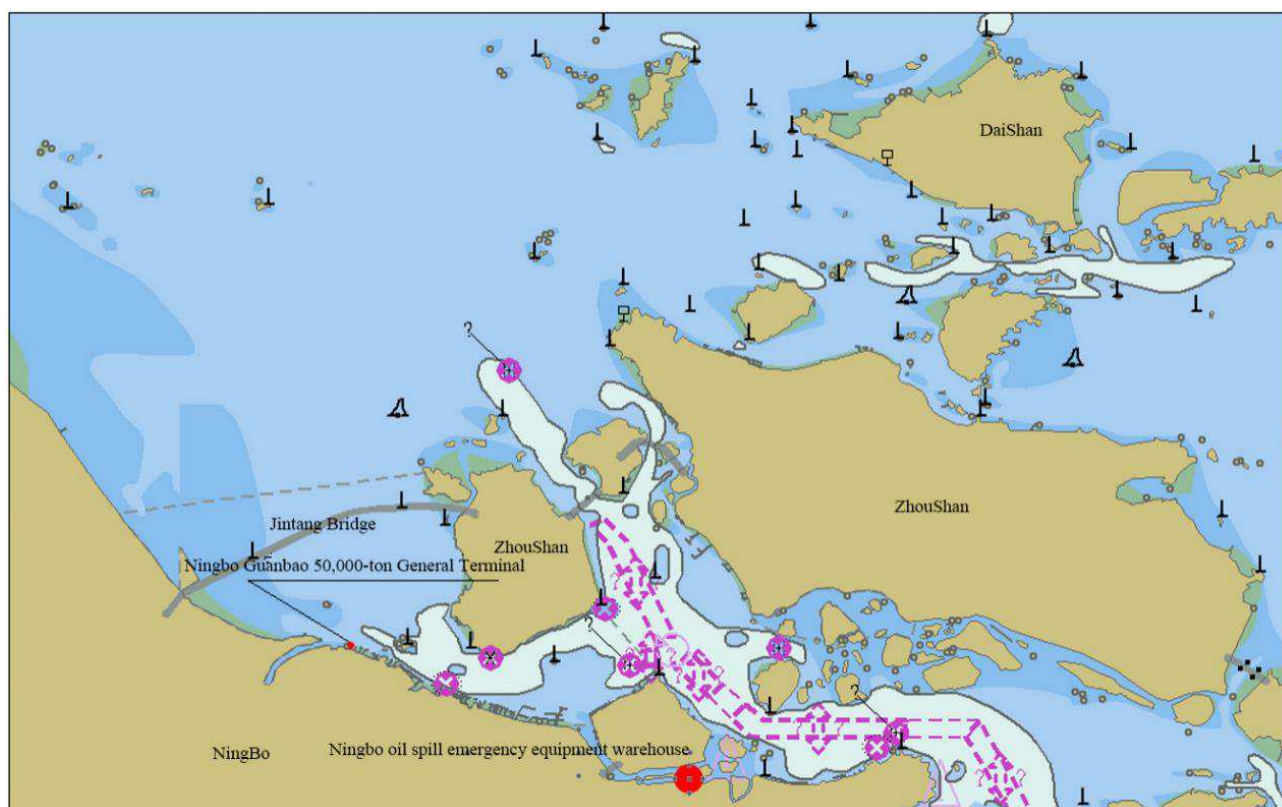 DaiShan
?
Jintang Bridge
ZhouShan
ZhouShan
Ningbo Guanbao 50,000-ton General Terminal
?
?
NingBo
Ningbo oil spill emergency equipment warehouse